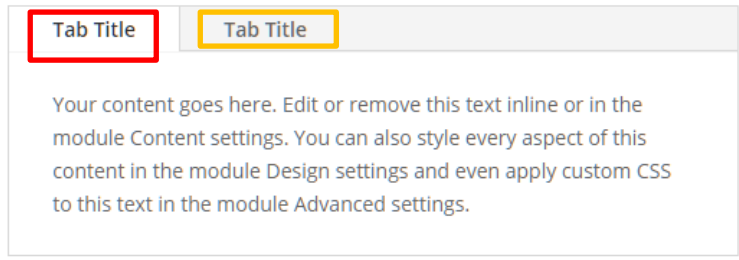 Tab Title Tab Title
Your content goes here. Edit or remove this text inline or in the
module Content settings. You can also style every aspect of this
content in the module Design settings and even apply custom CSS
to this text in the module Advanced settings.